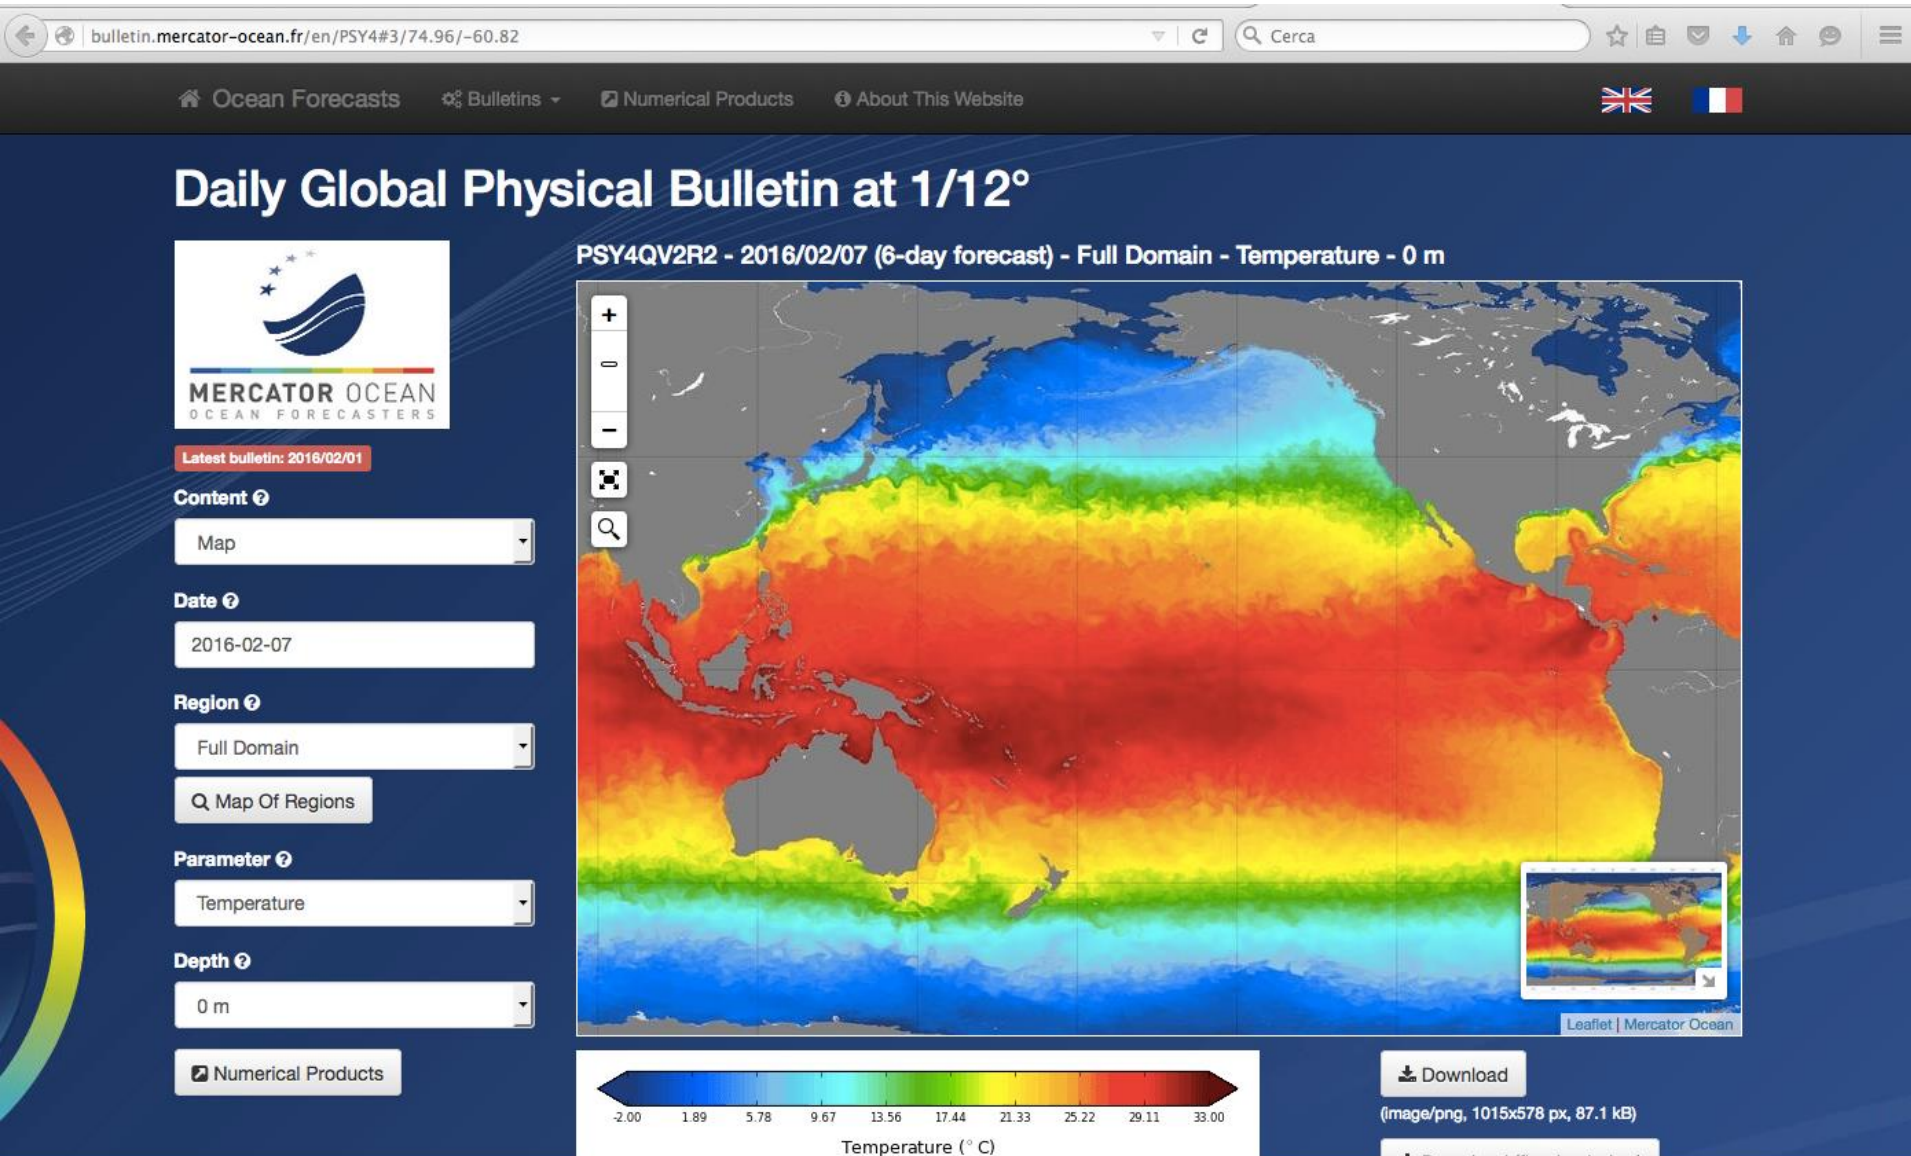 bulletin.mercator-ocean.fr/en/PSY4#3/74.96/-60.82
Cerca
Ocean Forecasts Bulletins Numerical Products About This Website
Daily Global Physical Bulletin at 1/12°
PSY4QV2R2 - 2016/02/07 (6-day forecast) - Full Domain - Temperature - 0 m
MERCATOR OCEAN
OCEAN FORECASTERS
Latest bulletin: 2016/02/01
Content
Map
Date
2016-02-07
Region
Full Domain
Map Of Regions
Parameter
Temperature
Depth
0 m
Numerical Products
+
−
Leaflet | Mercator Ocean
-2.00 1.89 5.78 9.67 13.56 17.44 21.33 25.22 29.11 33.00
Temperature (° C)
Download
(image/png, 1015x578 px, 87.1 kB)